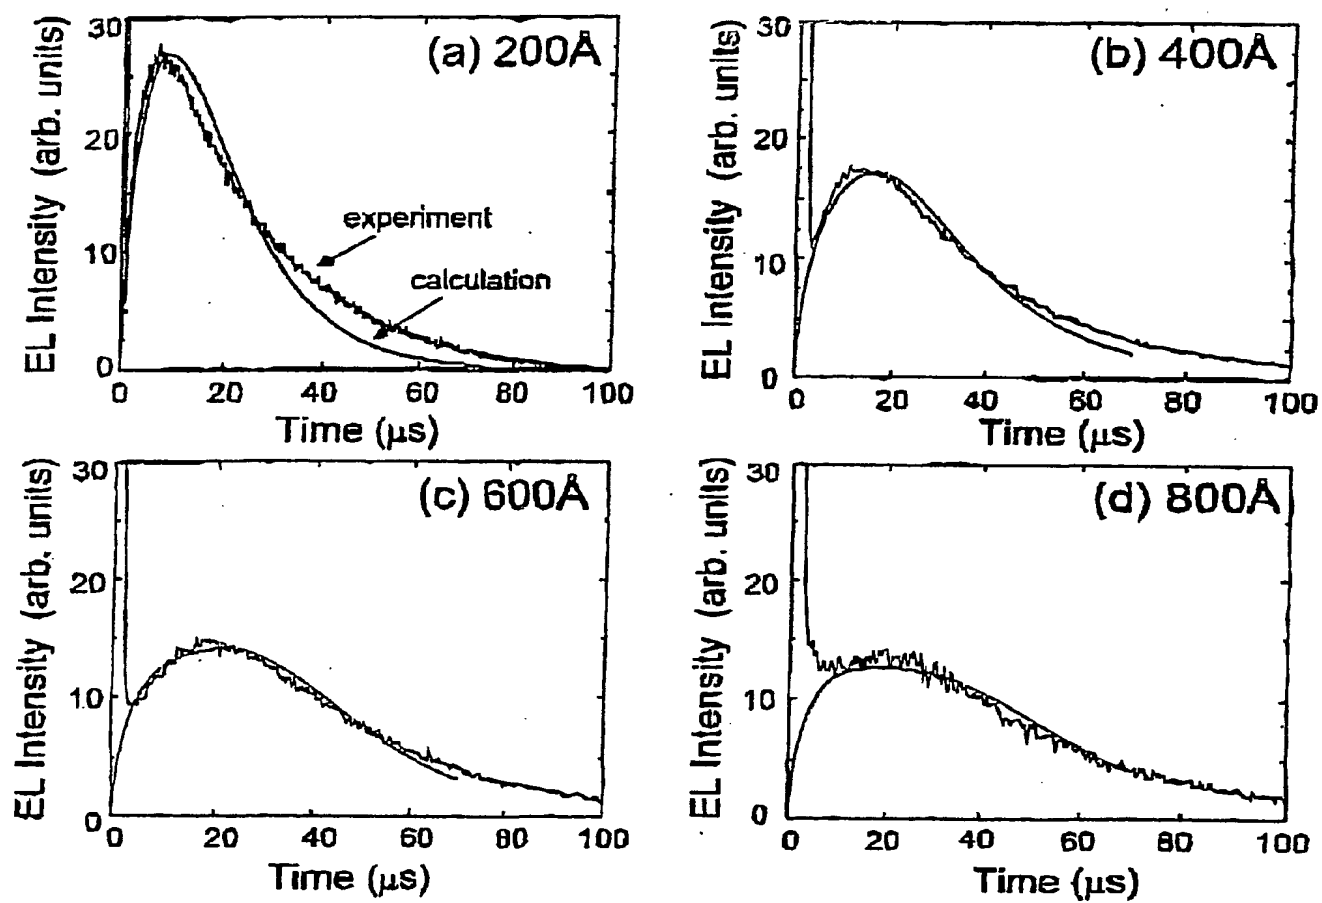 30
20
10
0
EL Intensity (arb. units)
(a) 200Å
experiment
calculation
0 20 40 60 80 100
Time (μs)
30
20
10
0
EL Intensity (arb. units)
(b) 400Å
0 20 40 60 80 100
Time (μs)
30
20
10
0
EL Intensity (arb. units)
(c) 600Å
0 20 40 60 80 100
Time (μs)
30
20
10
0
EL Intensity (arb. units)
(d) 800Å
0 20 40 60 80 100
Time (μs)